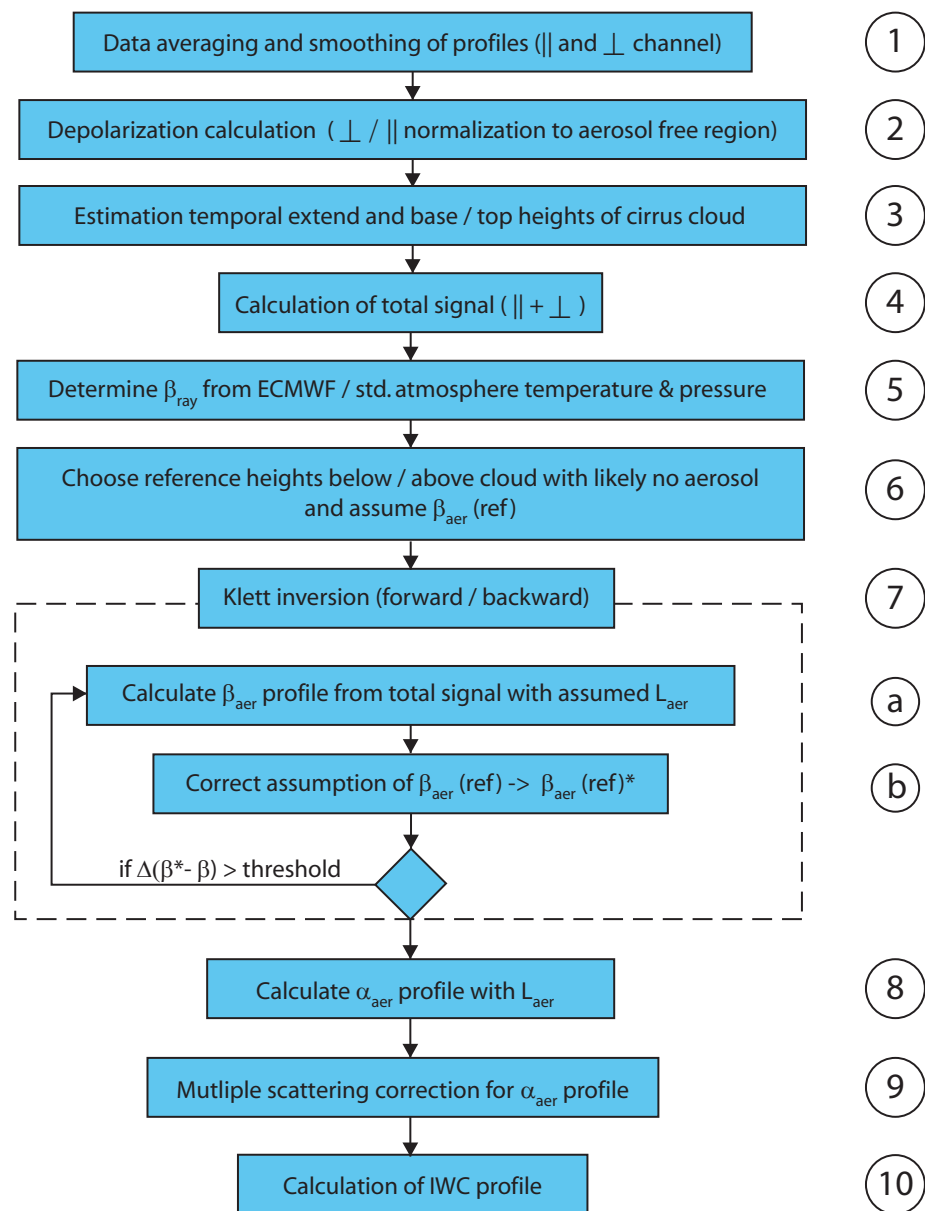 Data averaging and smoothing of profiles (|| and ⊥ channel)
1
Depolarization calculation ( ⊥ / || normalization to aerosol free region)
2
Estimation temporal extend and base / top heights of cirrus cloud
3
Calculation of total signal ( || + ⊥ )
4
Determine βray from ECMWF / std. atmosphere temperature & pressure
5
Choose reference heights below / above cloud with likely no aerosol
and assume βaer (ref)
6
Klett inversion (forward / backward)
7
Calculate βaer profile from total signal with assumed Laer
a
Correct assumption of βaer (ref) -> βaer (ref)*
b
if Δ(β*- β) > threshold
Calculate αaer profile with Laer
8
Mutliple scattering correction for αaer profile
9
Calculation of IWC profile
10